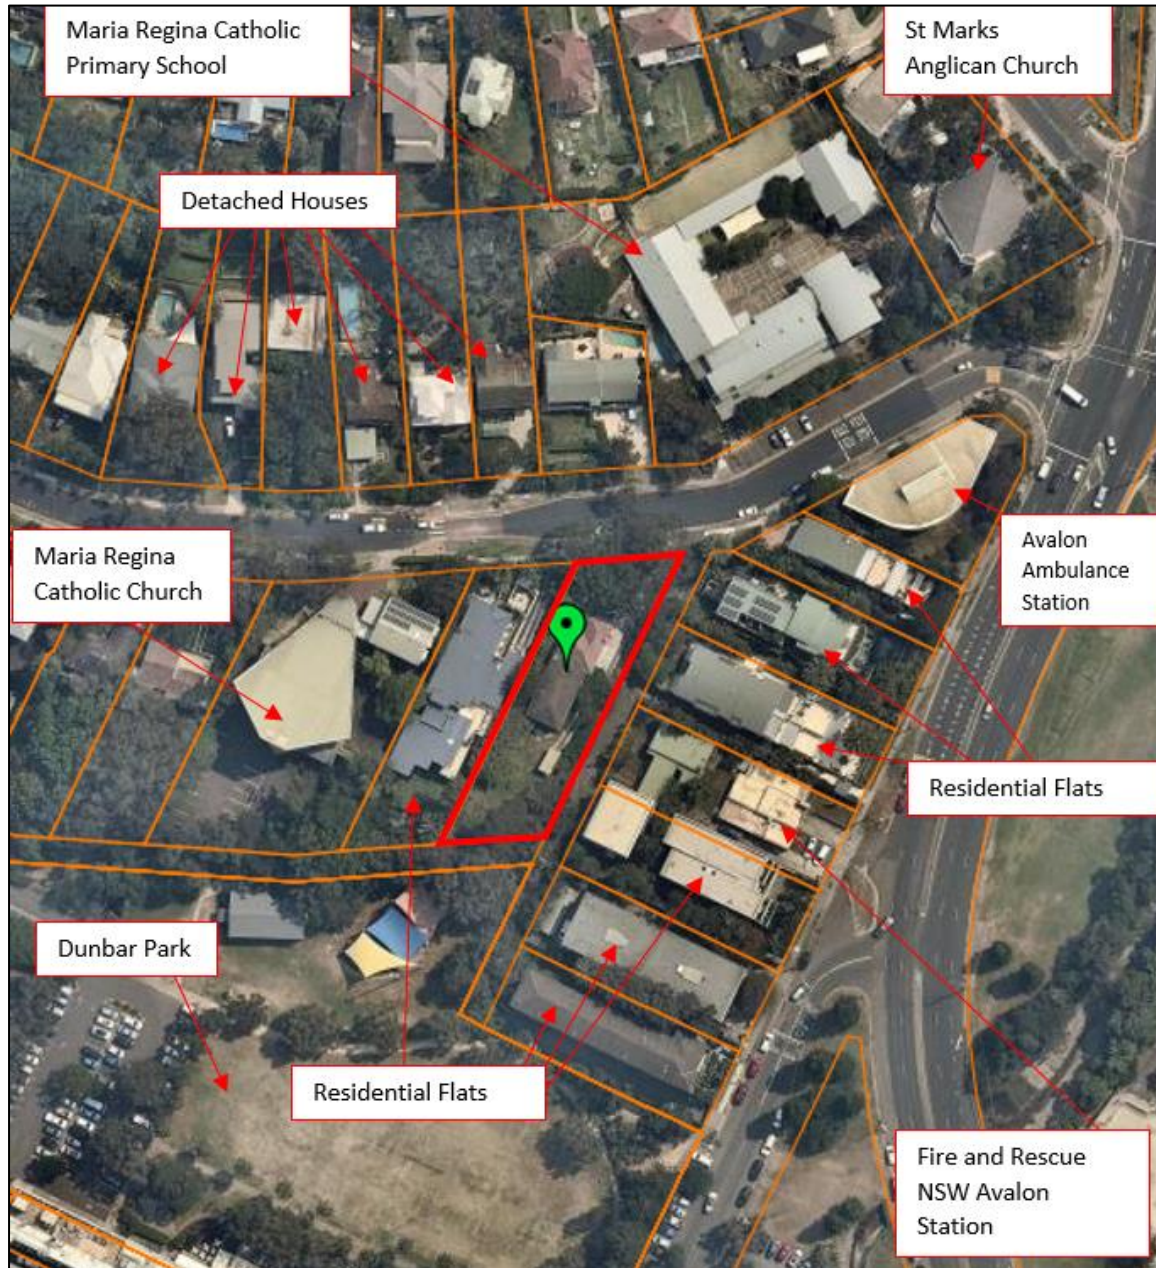 Maria Regina Catholic
Primary School
St Marks
Anglican Church
Detached Houses
Maria Regina
Catholic Church
Avalon
Ambulance
Station
Residential Flats
Dunbar Park
Residential Flats
Fire and Rescue
NSW Avalon
Station